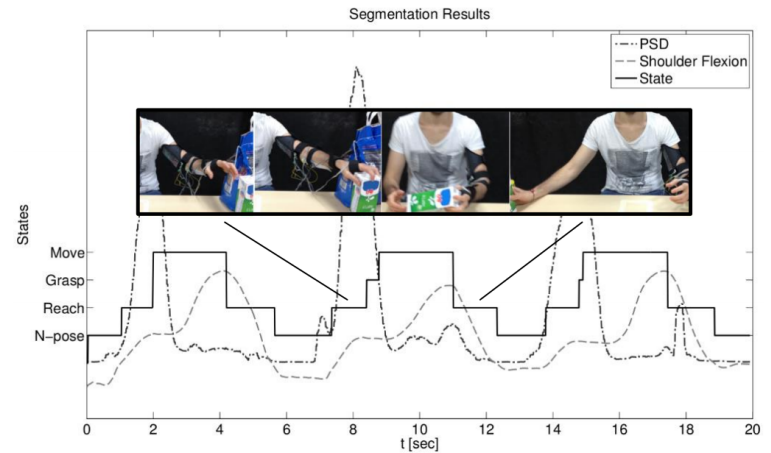 Segmentation Results
PSD
Shoulder Flexion
State
States
Move
Grasp
Reach
N-pose
0 2 4 6 8 10 12 14 16 18 20
t [sec]